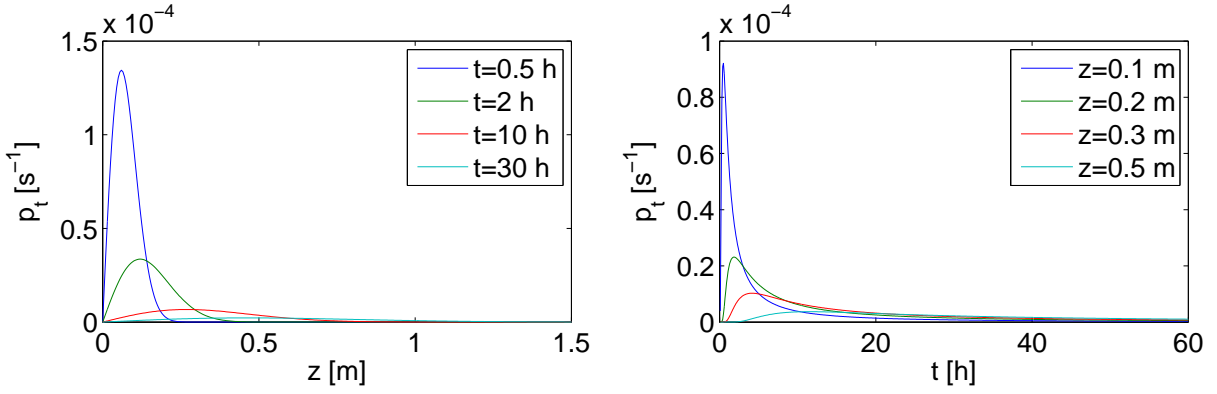 x 10⁻⁴
1.5
1
0.5
0
p_t [s⁻¹]
0 0.5 1 1.5
z [m]
t=0.5 h
t=2 h
t=10 h
t=30 h
x 10⁻⁴
1
0.8
0.6
0.4
0.2
0
p_t [s⁻¹]
0 20 40 60
t [h]
z=0.1 m
z=0.2 m
z=0.3 m
z=0.5 m